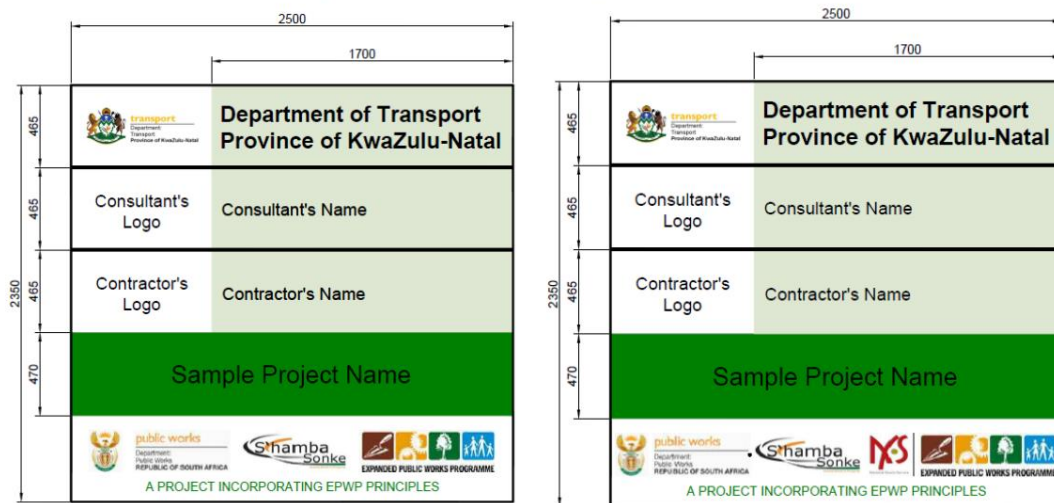 2500
1700
2350
465
transport
Department:
Transport
Province of KwaZulu-Natal
Department of Transport
Province of KwaZulu-Natal
465
Consultant's
Logo
Consultant's Name
465
Contractor's
Logo
Contractor's Name
470
Sample Project Name
public works
Department:
Public Works
REPUBLIC OF SOUTH AFRICA
S'hamba
Sonke
EXPANDED PUBLIC WORKS PROGRAMME
A PROJECT INCORPORATING EPWP PRINCIPLES
2500
1700
2350
465
transport
Department:
Transport
Province of KwaZulu-Natal
Department of Transport
Province of KwaZulu-Natal
465
Consultant's
Logo
Consultant's Name
465
Contractor's
Logo
Contractor's Name
470
Sample Project Name
public works
Department:
Public Works
REPUBLIC OF SOUTH AFRICA
S'hamba
Sonke
EXPANDED PUBLIC WORKS PROGRAMME
A PROJECT INCORPORATING EPWP PRINCIPLES